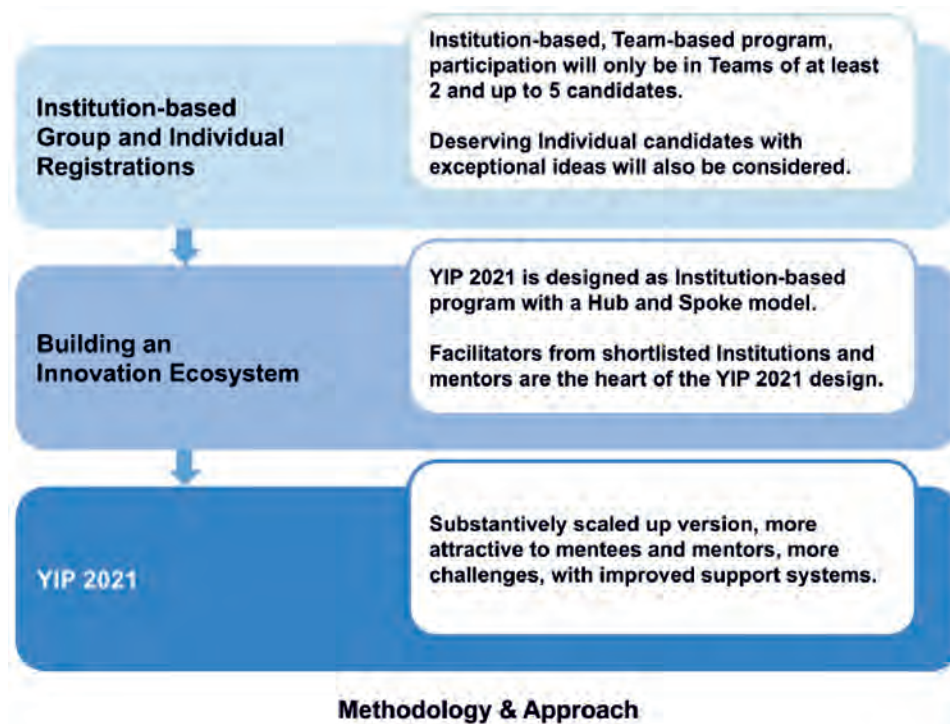 Institution-based
Group and Individual
Registrations
Institution-based, Team-based program,
participation will only be in Teams of at least
2 and up to 5 candidates.
Deserving Individual candidates with
exceptional ideas will also be considered.
Building an
Innovation Ecosystem
YIP 2021 is designed as Institution-based
program with a Hub and Spoke model.
Facilitators from shortlisted Institutions and
mentors are the heart of the YIP 2021 design.
YIP 2021
Substantively scaled up version, more
attractive to mentees and mentors, more
challenges, with improved support systems.
Methodology & Approach